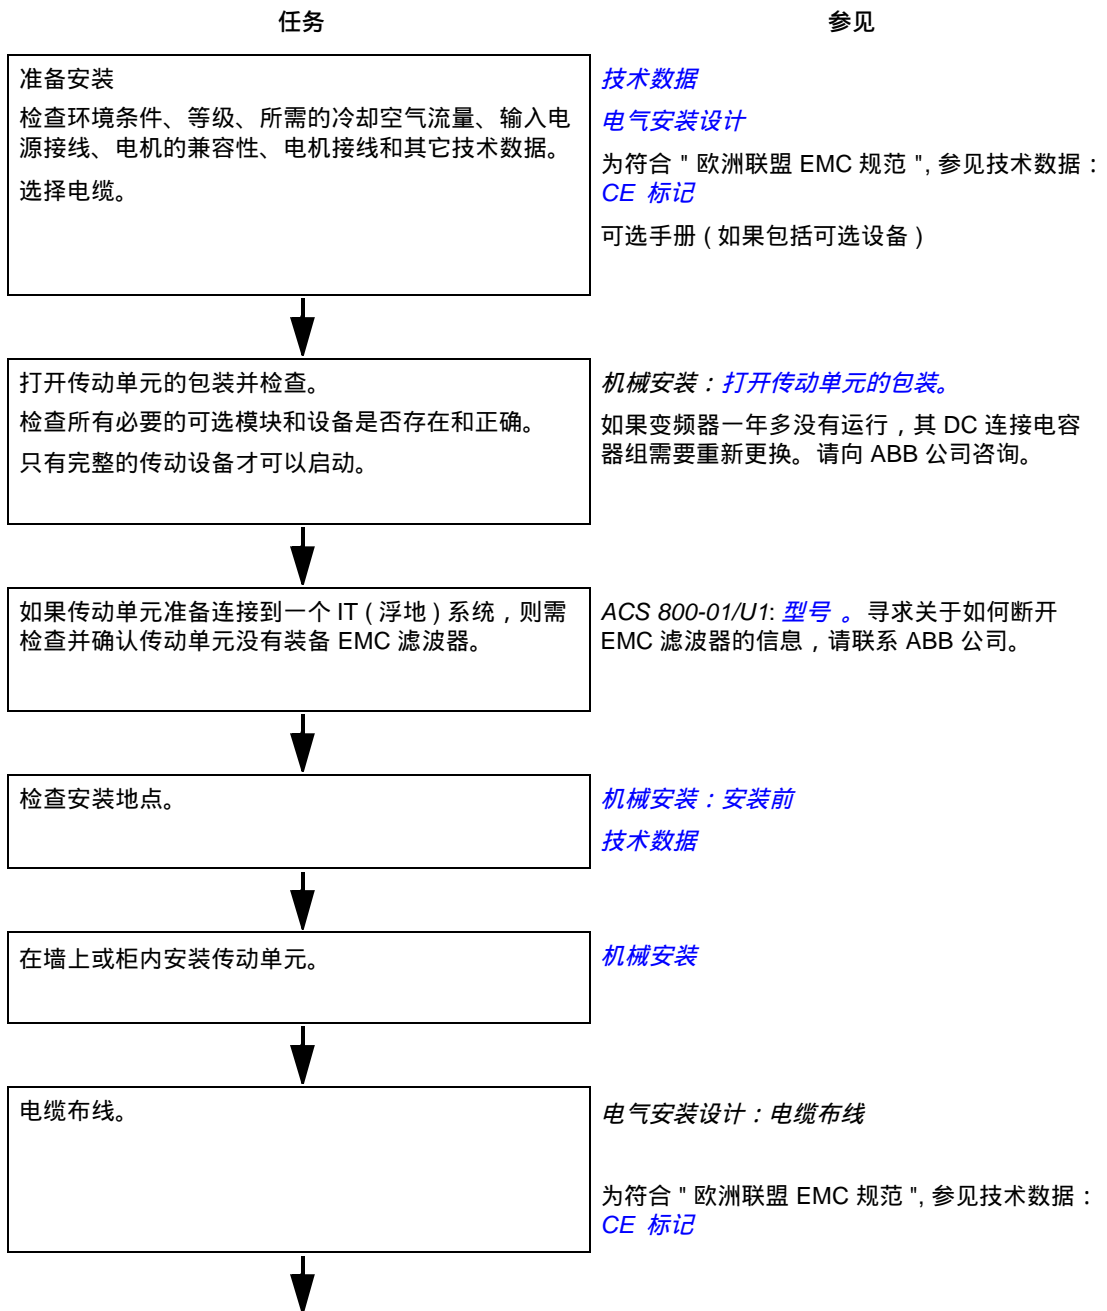 任务
参见
准备安装
检查环境条件、等级、所需的冷却空气流量、输入电
源接线、电机的兼容性、电机接线和其它技术数据。
选择电缆。
技术数据
电气安装设计
为符合 " 欧洲联盟 EMC 规范 ", 参见技术数据：
CE 标记
可选手册 ( 如果包括可选设备 )
打开传动单元的包装并检查。
检查所有必要的可选模块和设备是否存在和正确。
只有完整的传动设备才可以启动。
机械安装：打开传动单元的包装。
如果变频器一年多没有运行，其 DC 连接电容
器组需要重新更换。请向 ABB 公司咨询。
如果传动单元准备连接到一个 IT ( 浮地 ) 系统，则需
检查并确认传动单元没有装备 EMC 滤波器。
ACS 800-01/U1: 型号 。寻求关于如何断开
EMC 滤波器的信息，请联系 ABB 公司。
检查安装地点。
机械安装：安装前
技术数据
在墙上或柜内安装传动单元。
机械安装
电缆布线。
电气安装设计：电缆布线
为符合 " 欧洲联盟 EMC 规范 ", 参见技术数据：
CE 标记